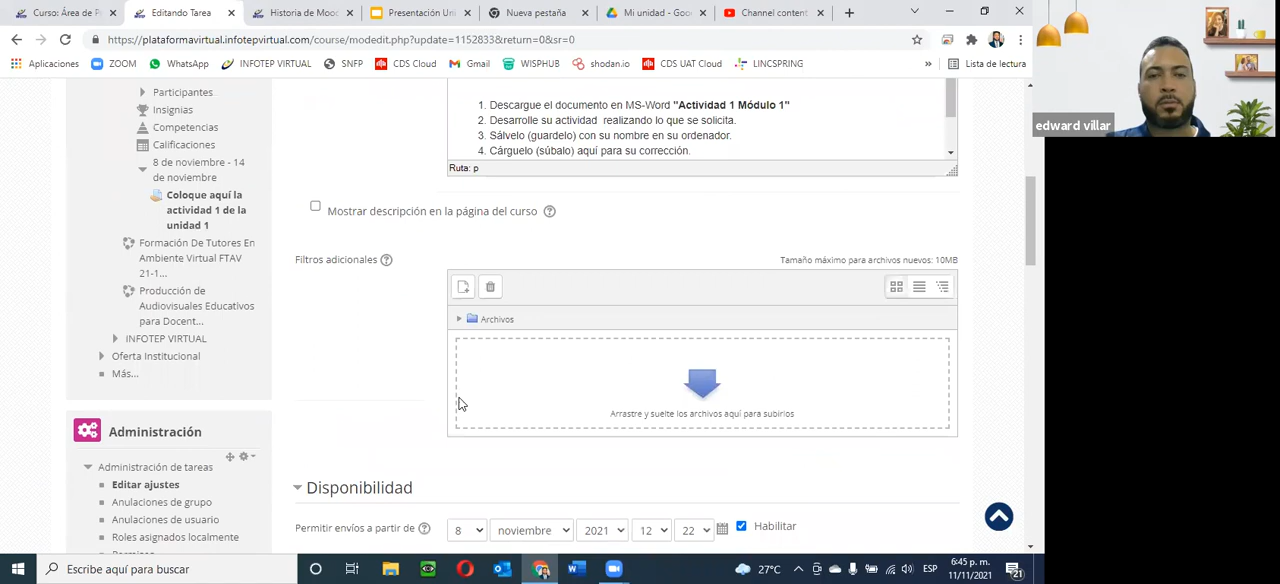 Curso: Área de P
Editando Tarea
Historia de Mooc
Presentación Uni
Nueva pestaña
Mi unidad - Goo
Channel content
https://plataformavirtual.infotepvirtual.com/course/modedit.php?update=1152833&return=0&sr=0
Aplicaciones
ZOOM
WhatsApp
INFOTEP VIRTUAL
SNFP
CDS Cloud
Gmail
WISPHUB
shodan.io
CDS UAT Cloud
LINCSPRING
»
Lista de lectura
edward villar
Participantes
Insignias
Competencias
Calificaciones
8 de noviembre - 14
de noviembre
Coloque aquí la
actividad 1 de la
unidad 1
Formación De Tutores En
Ambiente Virtual FTAV
21-1...
Producción de
Audiovisuales Educativos
para Docent...
INFOTEP VIRTUAL
Oferta Institucional
Más...
Administración
Administración de tareas
Editar ajustes
Anulaciones de grupo
Anulaciones de usuario
Roles asignados localmente
1. Descargue el documento en MS-Word "Actividad 1 Módulo 1"
2. Desarrolle su actividad realizando lo que se solicita.
3. Sálvelo (guardelo) con su nombre en su ordenador.
4. Cárguelo (súbalo) aquí para su corrección.
Ruta: p
Mostrar descripción en la página del curso
Filtros adicionales
Tamaño máximo para archivos nuevos: 10MB
Archivos
Arrastre y suelte los archivos aquí para subirlos
Disponibilidad
Permitir envíos a partir de
8 noviembre 2021 12 22 Habilitar
Escribe aquí para buscar
27°C
ESP
6:45 p. m.
11/11/2021
21